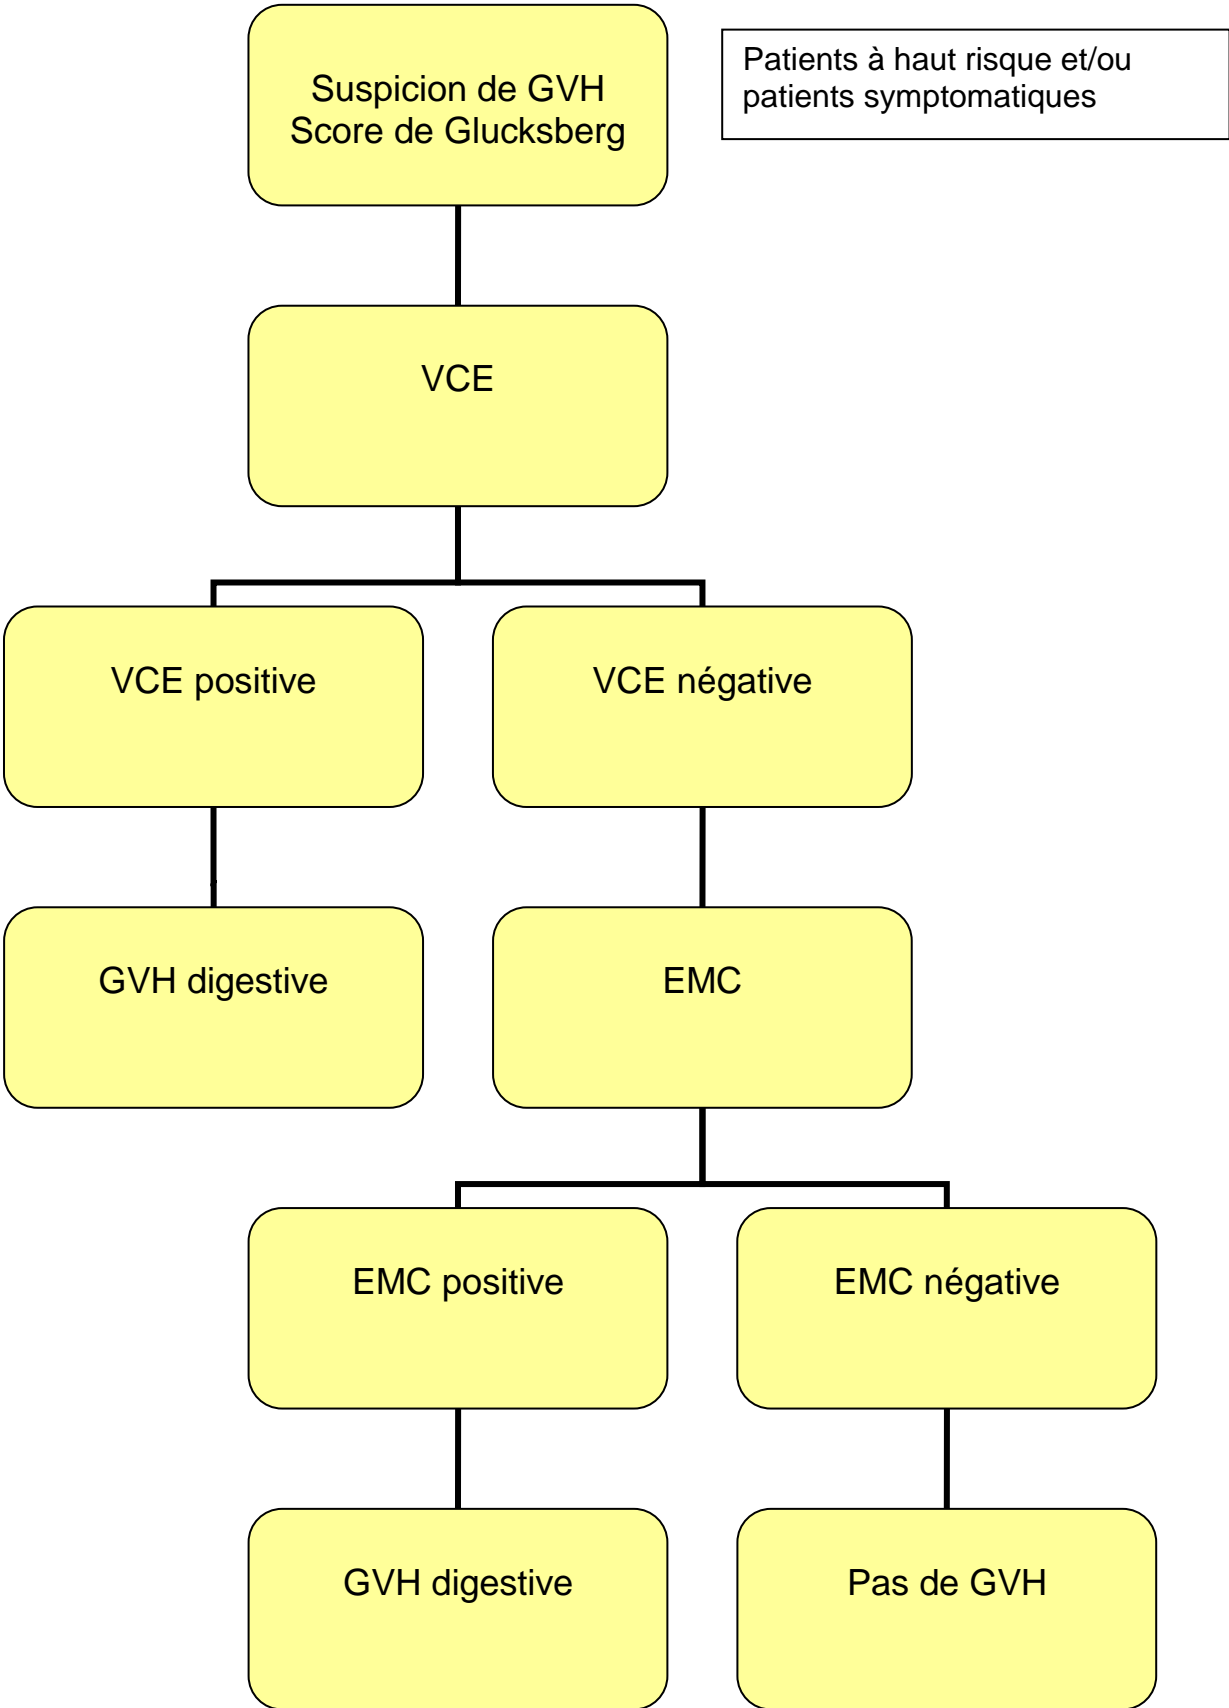 Suspicion de GVH
Score de Glucksberg
Patients à haut risque et/ou
patients symptomatiques
VCE
VCE positive
VCE négative
GVH digestive
EMC
EMC positive
EMC négative
GVH digestive
Pas de GVH